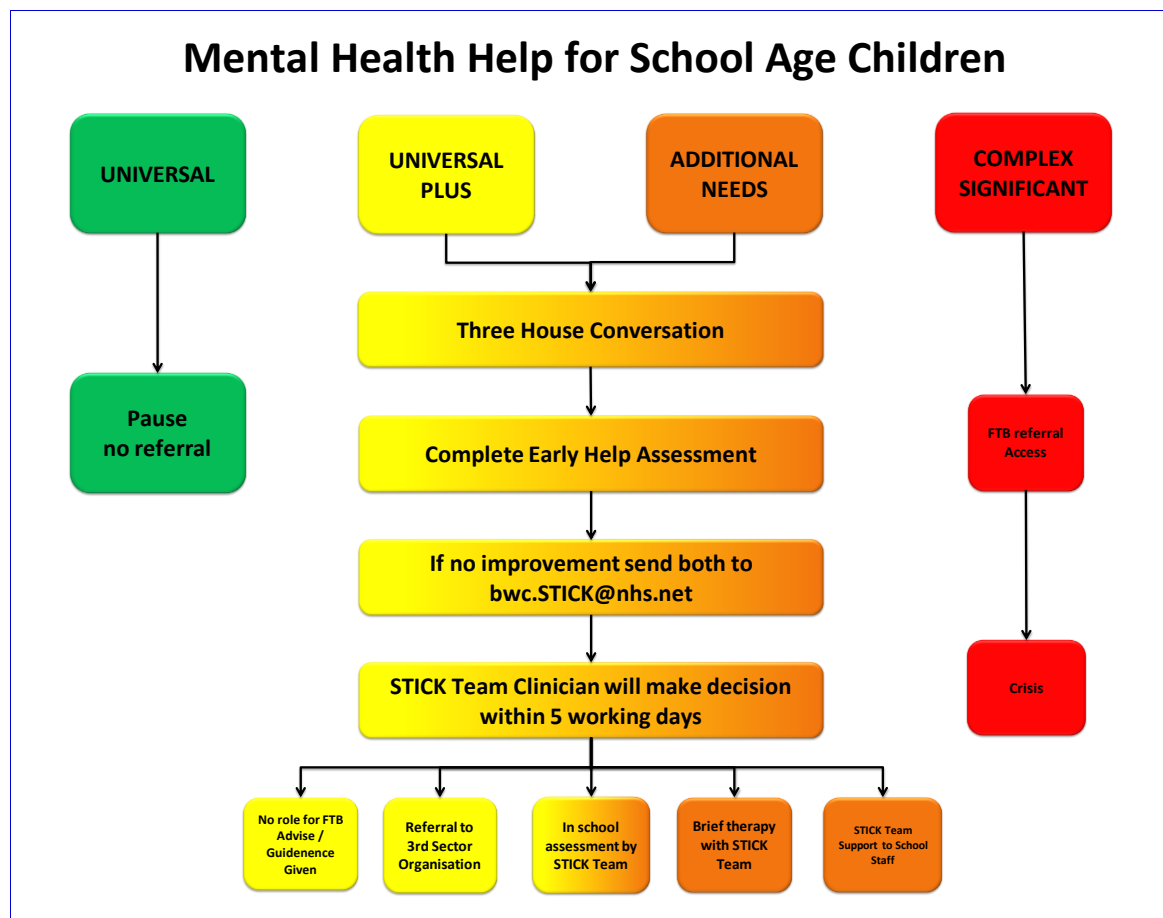 Mental Health Help for School Age Children
UNIVERSAL
UNIVERSAL
PLUS
ADDITIONAL
NEEDS
COMPLEX
SIGNIFICANT
Three House Conversation
Pause
no referral
FTB referral
Access
Complete Early Help Assessment
If no improvement send both to
bwc.STICK@nhs.net
STICK Team Clinician will make decision
within 5 working days
Crisis
No role for FTB
Advise /
Guidenence
Given
Referral to
3rd Sector
Organisation
In school
assessment by
STICK Team
Brief therapy
with STICK
Team
STICK Team
Support to School
Staff